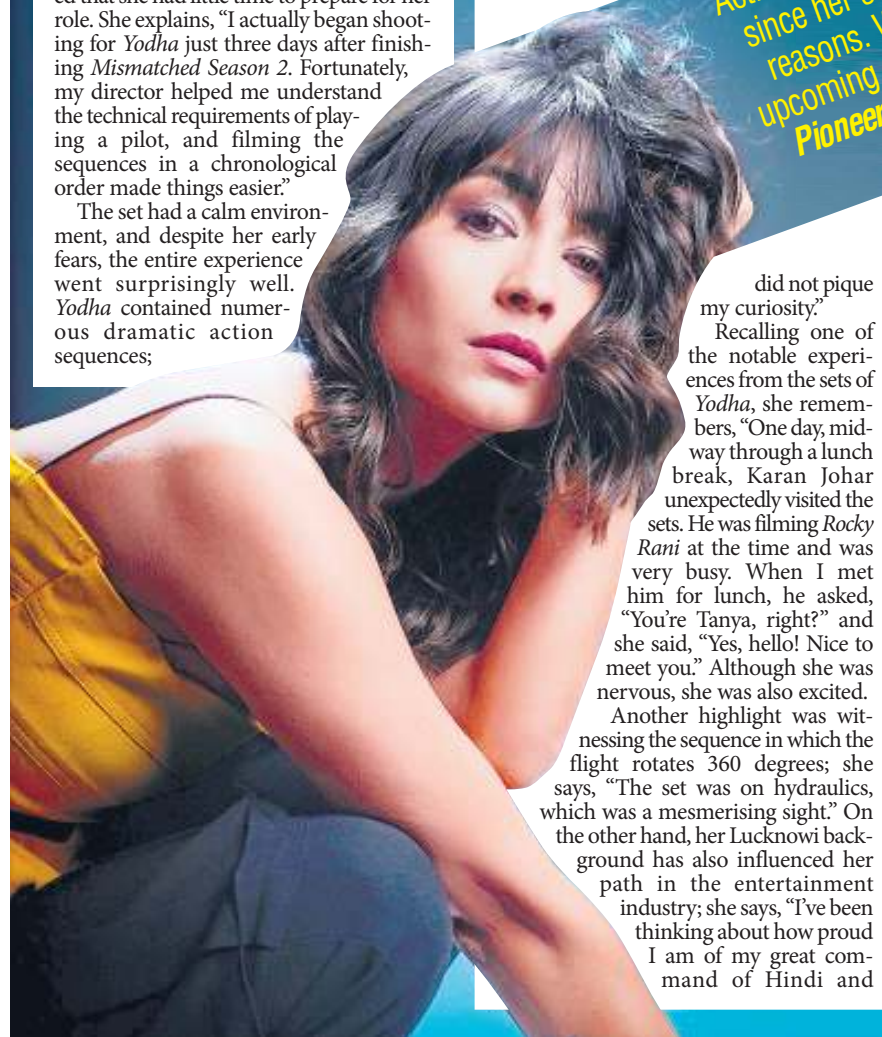 role. She explains, “I actually began shoot-
ing for Yodha just three days after finish-
ing Mismatched Season 2. Fortunately,
my director helped me understand
the technical requirements of play-
ing a pilot, and filming the
sequences in a chronological
order made things easier.”
The set had a calm environ-
ment, and despite her early
fears, the entire experience
went surprisingly well.
Yodha contained numer-
ous dramatic action
sequences;
since her
reasons.
upcoming
Pioneer
did not pique
my curiosity.”
Recalling one of
the notable experi-
ences from the sets of
Yodha, she remem-
bers, “One day, mid-
way through a lunch
break, Karan Johar
unexpectedly visited the
sets. He was filming Rocky
Rani at the time and was
very busy. When I met
him for lunch, he asked,
“You’re Tanya, right?” and
she said, “Yes, hello! Nice to
meet you.” Although she was
nervous, she was also excited.
Another highlight was wit-
nessing the sequence in which the
flight rotates 360 degrees; she
says, “The set was on hydraulics,
which was a mesmerising sight.” On
the other hand, her Lucknowi back-
ground has also influenced her
path in the entertainment
industry; she says, “I’ve been
thinking about how proud
I am of my great com-
mand of Hindi and